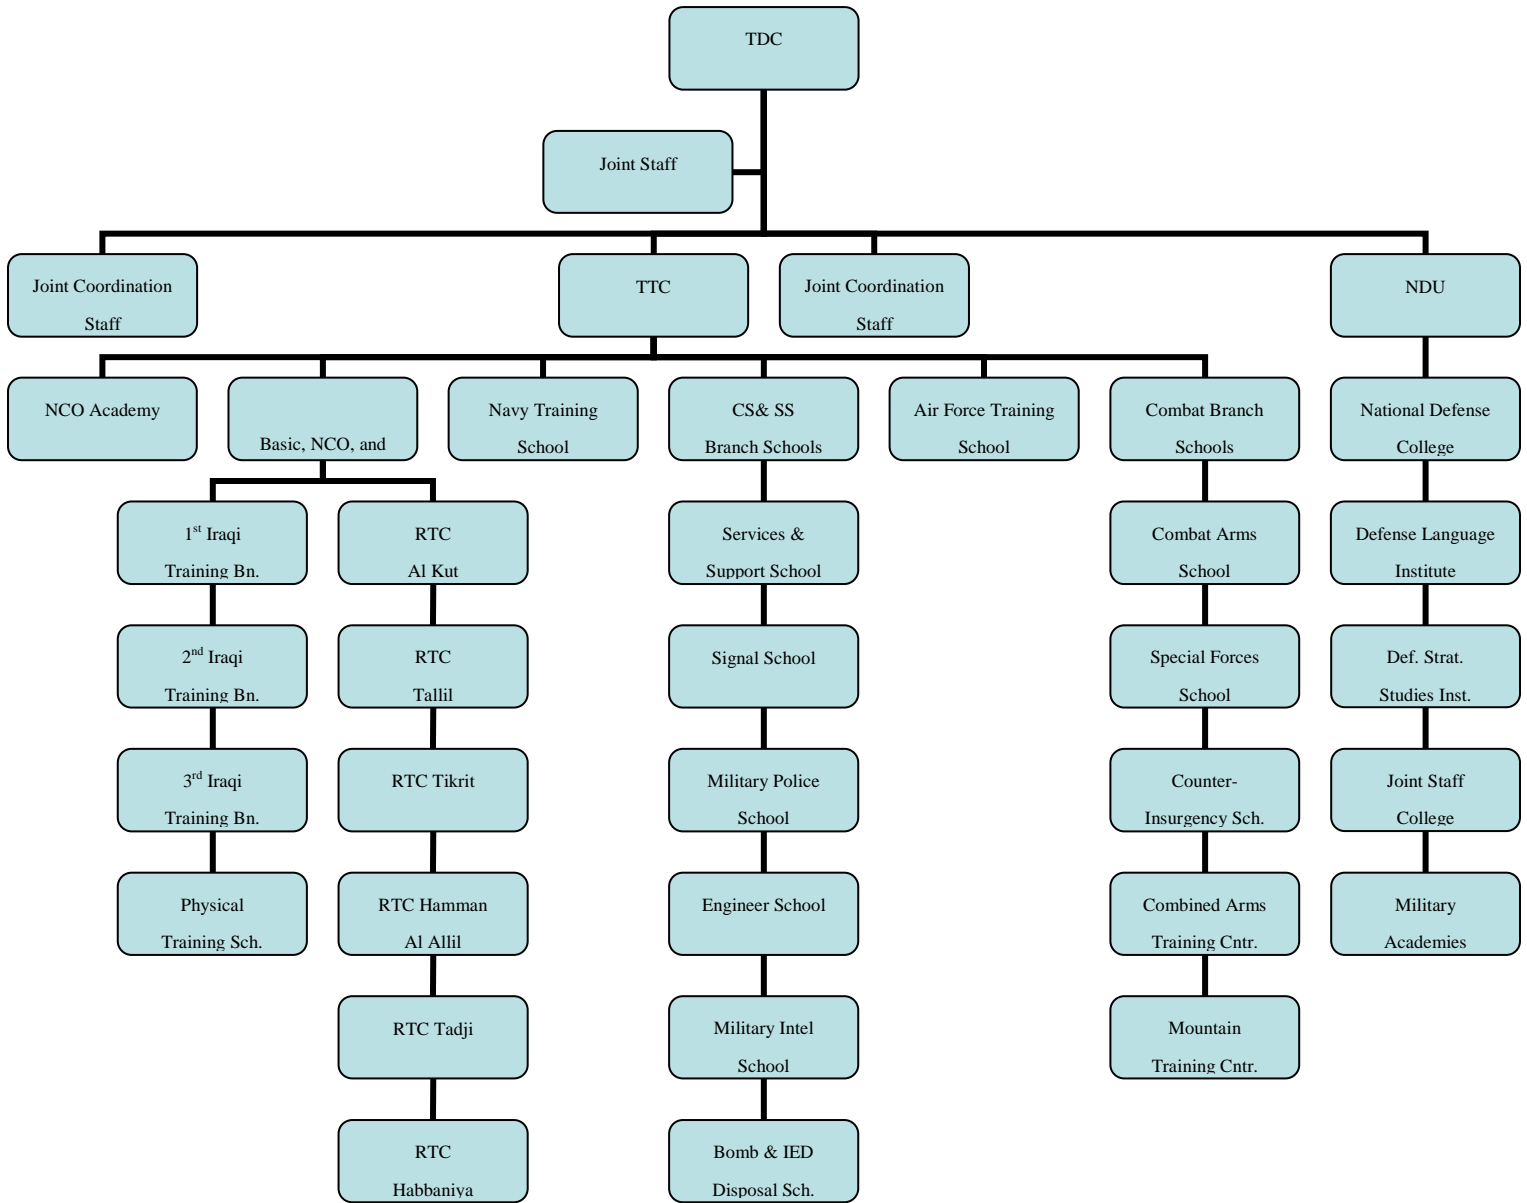 TDC
Joint Staff
Joint Coordination
Staff
TTC
Joint Coordination
Staff
NDU
NCO Academy
Basic, NCO, and
Navy Training
School
CS& SS
Branch Schools
Air Force Training
School
Combat Branch
Schools
National Defense
College
1st Iraqi
Training Bn.
2nd Iraqi
Training Bn.
3rd Iraqi
Training Bn.
Physical
Training Sch.
RTC
Al Kut
RTC
Tallil
RTC Tikrit
RTC Hamman
Al Allil
RTC Tadji
RTC
Habbaniya
Services &
Support School
Signal School
Military Police
School
Engineer School
Military Intel
School
Bomb & IED
Disposal Sch.
Combat Arms
School
Special Forces
School
Counter-
Insurgency Sch.
Combined Arms
Training Cntr.
Mountain
Training Cntr.
Defense Language
Institute
Def. Strat.
Studies Inst.
Joint Staff
College
Military
Academies